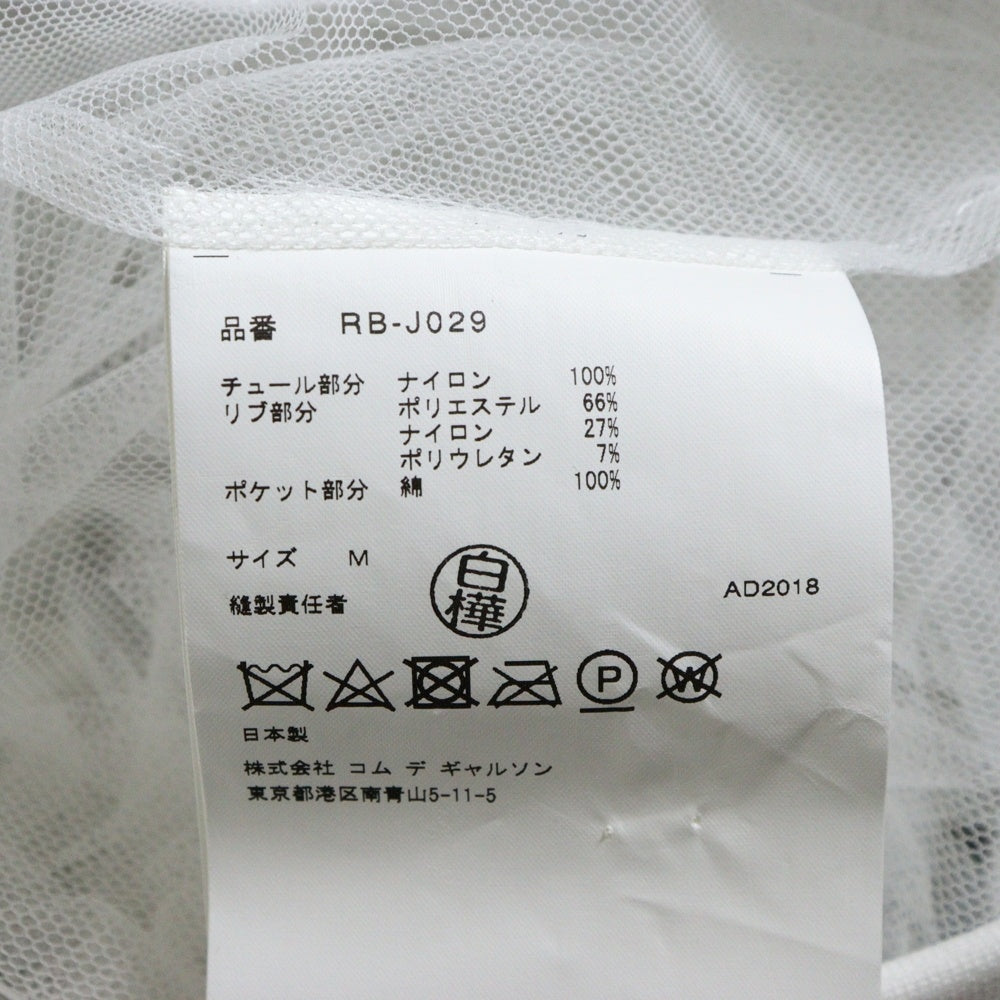 品番 RB-J029
チュール部分 ナイロン 100%
リブ部分 ポリエステル 66%
ナイロン 27%
ポリウレタン 7%
ポケット部分 綿 100%
サイズ M
縫製責任者 白樺
AD2018
P W
日本製
株式会社 コム デ ギャルソン
東京都港区南青山5-11-5